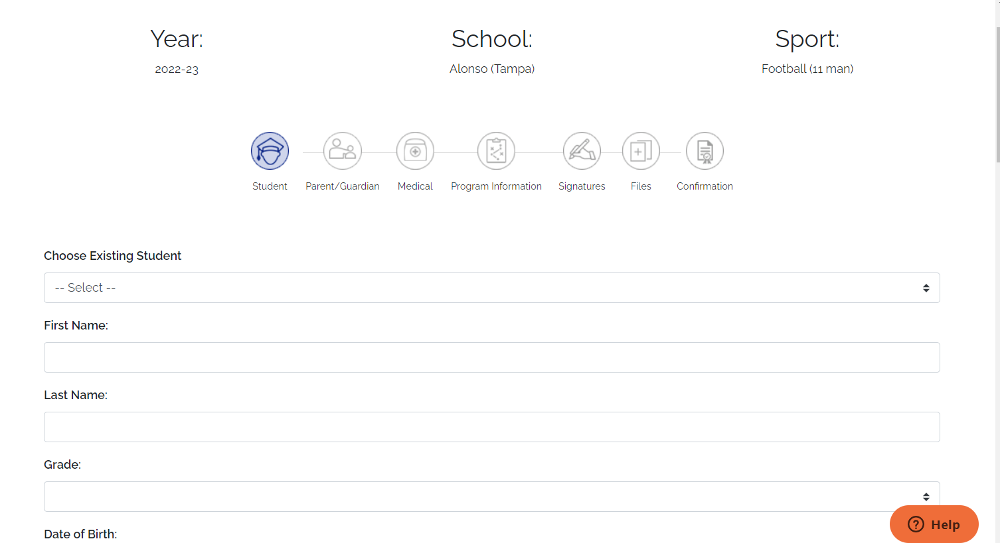 Year:
School:
Sport:
2022-23
Alonso (Tampa)
Football (11 man)
Student
Parent/Guardian
Medical
Program Information
Signatures
Files
Confirmation
Choose Existing Student
-- Select --
First Name:
Last Name:
Grade:
Date of Birth:
Help